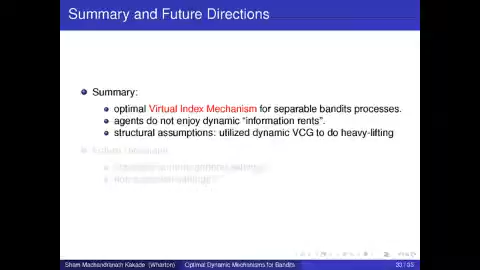 Summary and Future Directions
Summary:
optimal Virtual Index Mechanism for separable bandits processes.
agents do not enjoy dynamic "information rents".
structural assumptions: utilized dynamic VCG to do heavy-lifting
Future Directions:
Sham Machandranath Kakade (Wharton) Optimal Dynamic Mechanisms for Bandits